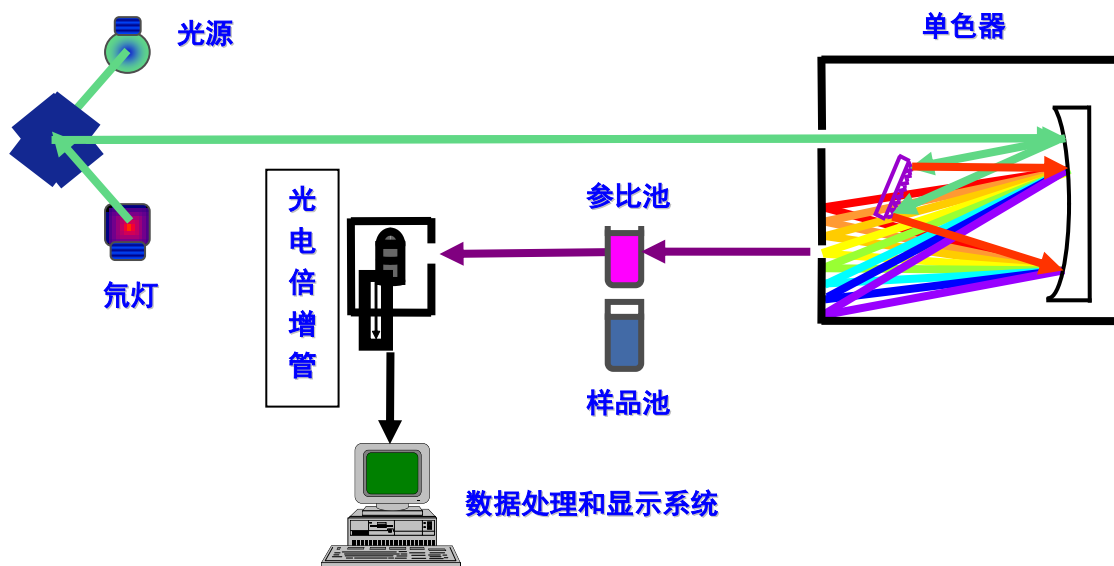 光源
单色器
氘灯
光电倍增管
参比池
样品池
数据处理和显示系统